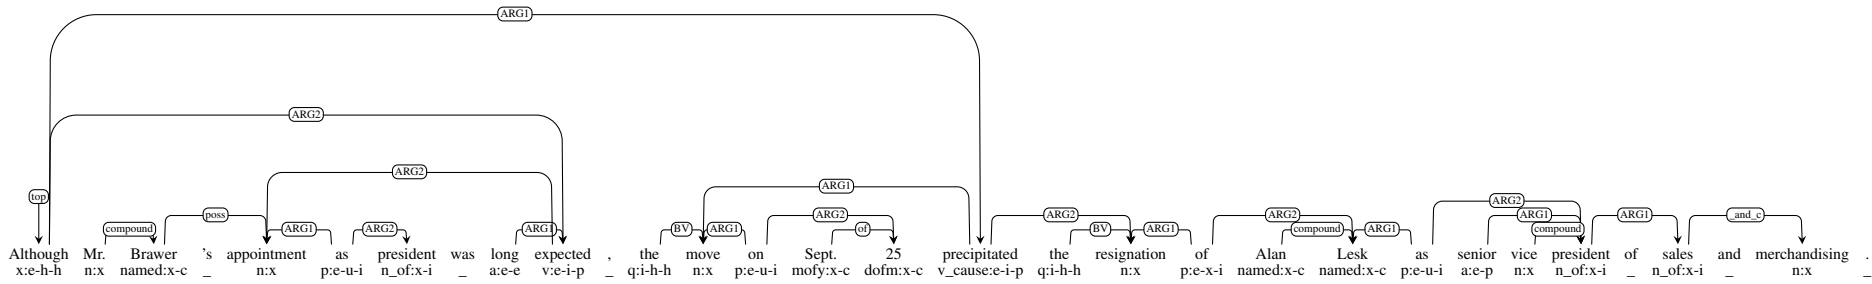 ARG1
ARG2
ARG2
top
ARG1
ARG2
poss
ARG2
of
ARG2
ARG2
ARG1
ARG1
_and_c
compound
ARG1
ARG2
ARG1
BV
ARG1
BV
ARG1
compound
ARG1
compound
Although Mr. Brawer 's appointment as president was long expected , the move on Sept. 25 precipitated the resignation of Alan Lesk as senior vice president of sales and merchandising .
x:e-h-h n:x named:x-c _ n:x p:e-u-i n_of:x-i _ a:e-e v:e-i-p _ q:i-h-h n:x p:e-u-i mofy:x-c dofm:x-c v_cause:e-i-p q:i-h-h n:x p:e-x-i named:x-c named:x-c p:e-u-i a:e-p n:x n_of:x-i _ n_of:x-i _ n:x _